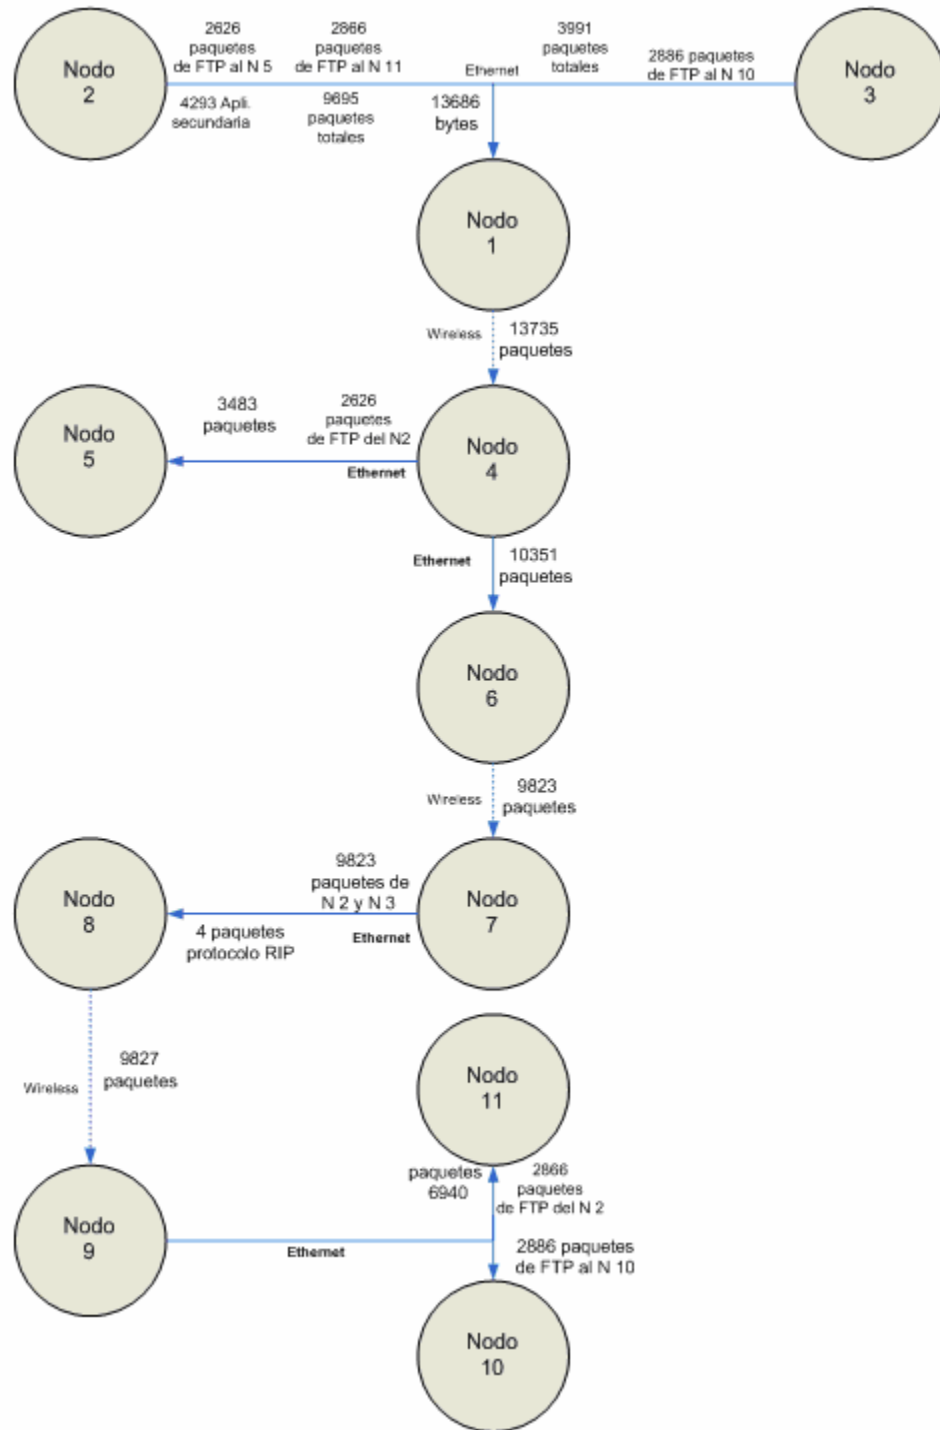 Nodo
2
2626
paquetes
de FTP al N 5
2866
paquetes
de FTP al N 11
4293 Apli.
secundaria
9695
paquetes
totales
Ethernet
3991
paquetes
totales
2886 paquetes
de FTP al N 10
Nodo
3
13686
bytes
Nodo
1
Wireless
13735
paquetes
Nodo
5
3483
paquetes
2626
paquetes
de FTP del N2
Ethernet
Nodo
4
Ethernet
10351
paquetes
Nodo
6
Wireless
9823
paquetes
Nodo
8
9823
paquetes de
N 2 y N 3
4 paquetes
protocolo RIP
Ethernet
Nodo
7
Wireless
9827
paquetes
Nodo
11
paquetes
6940
2866
paquetes
de FTP del N 2
Nodo
9
Ethernet
2886 paquetes
de FTP al N 10
Nodo
10